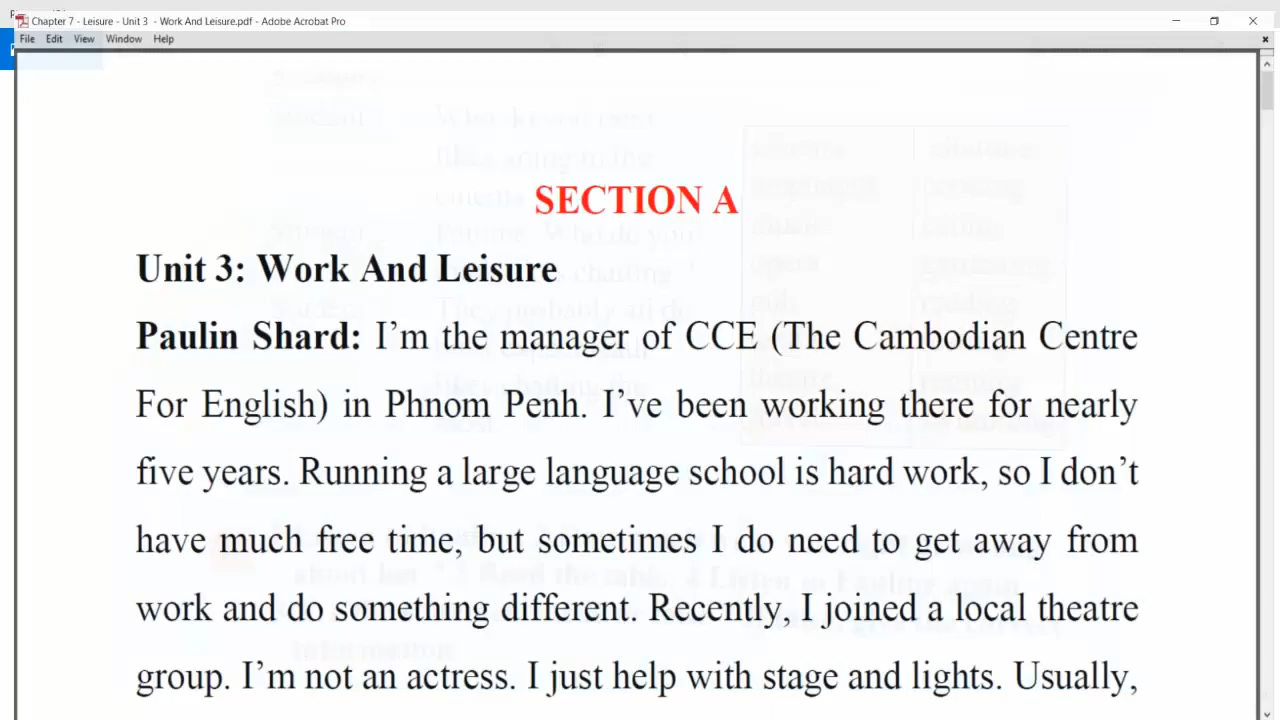 Chapter 7 - Leisure - Unit 3 - Work And Leisure.pdf - Adobe Acrobat Pro
File Edit View Window Help
SECTION A
Unit 3: Work And Leisure
Paulin Shard: I’m the manager of CCE (The Cambodian Centre
For English) in Phnom Penh. I’ve been working there for nearly
five years. Running a large language school is hard work, so I don’t
have much free time, but sometimes I do need to get away from
work and do something different. Recently, I joined a local theatre
group. I’m not an actress. I just help with stage and lights. Usually,